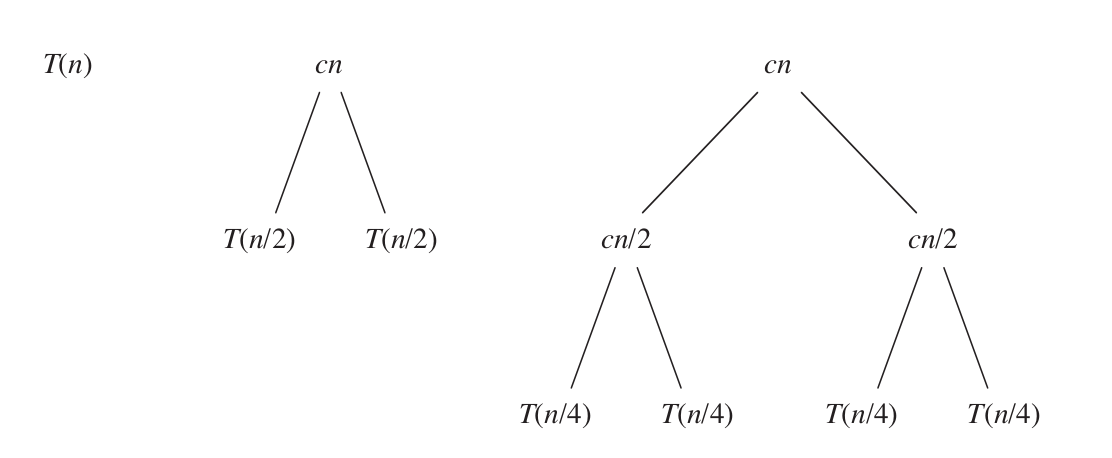 T(n) cn cn
T(n/2) T(n/2) cn/2 cn/2
T(n/4) T(n/4) T(n/4) T(n/4)